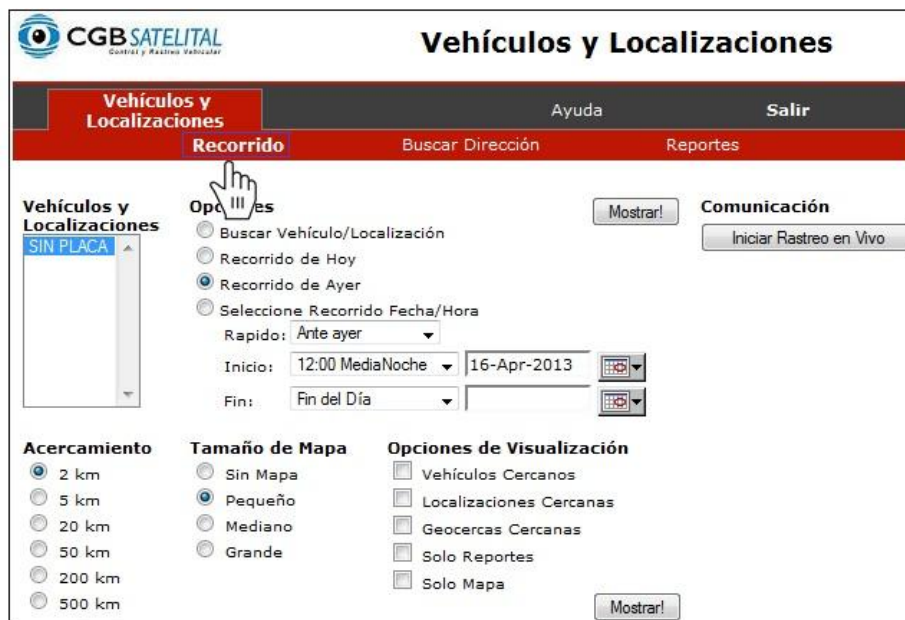 CGB SATELITAL
Control y Rastreo Vehicular
Vehículos y Localizaciones
Vehículos y
Localizaciones
Ayuda
Salir
Recorrido
Buscar Dirección
Reportes
Vehículos y
Localizaciones
SIN PLACA
Mostrar!
Buscar Vehículo/Localización
Recorrido de Hoy
Recorrido de Ayer
Seleccione Recorrido Fecha/Hora
Rapido: Ante ayer
Inicio: 12:00 MediaNoche 16-Apr-2013
Fin: Fin del Día
Comunicación
Iniciar Rastreo en Vivo
Acercamiento
2 km
5 km
20 km
50 km
200 km
500 km
Tamaño de Mapa
Sin Mapa
Pequeño
Mediano
Grande
Opciones de Visualización
Vehículos Cercanos
Localizaciones Cercanas
Geocercas Cercanas
Solo Reportes
Solo Mapa
Mostrar!